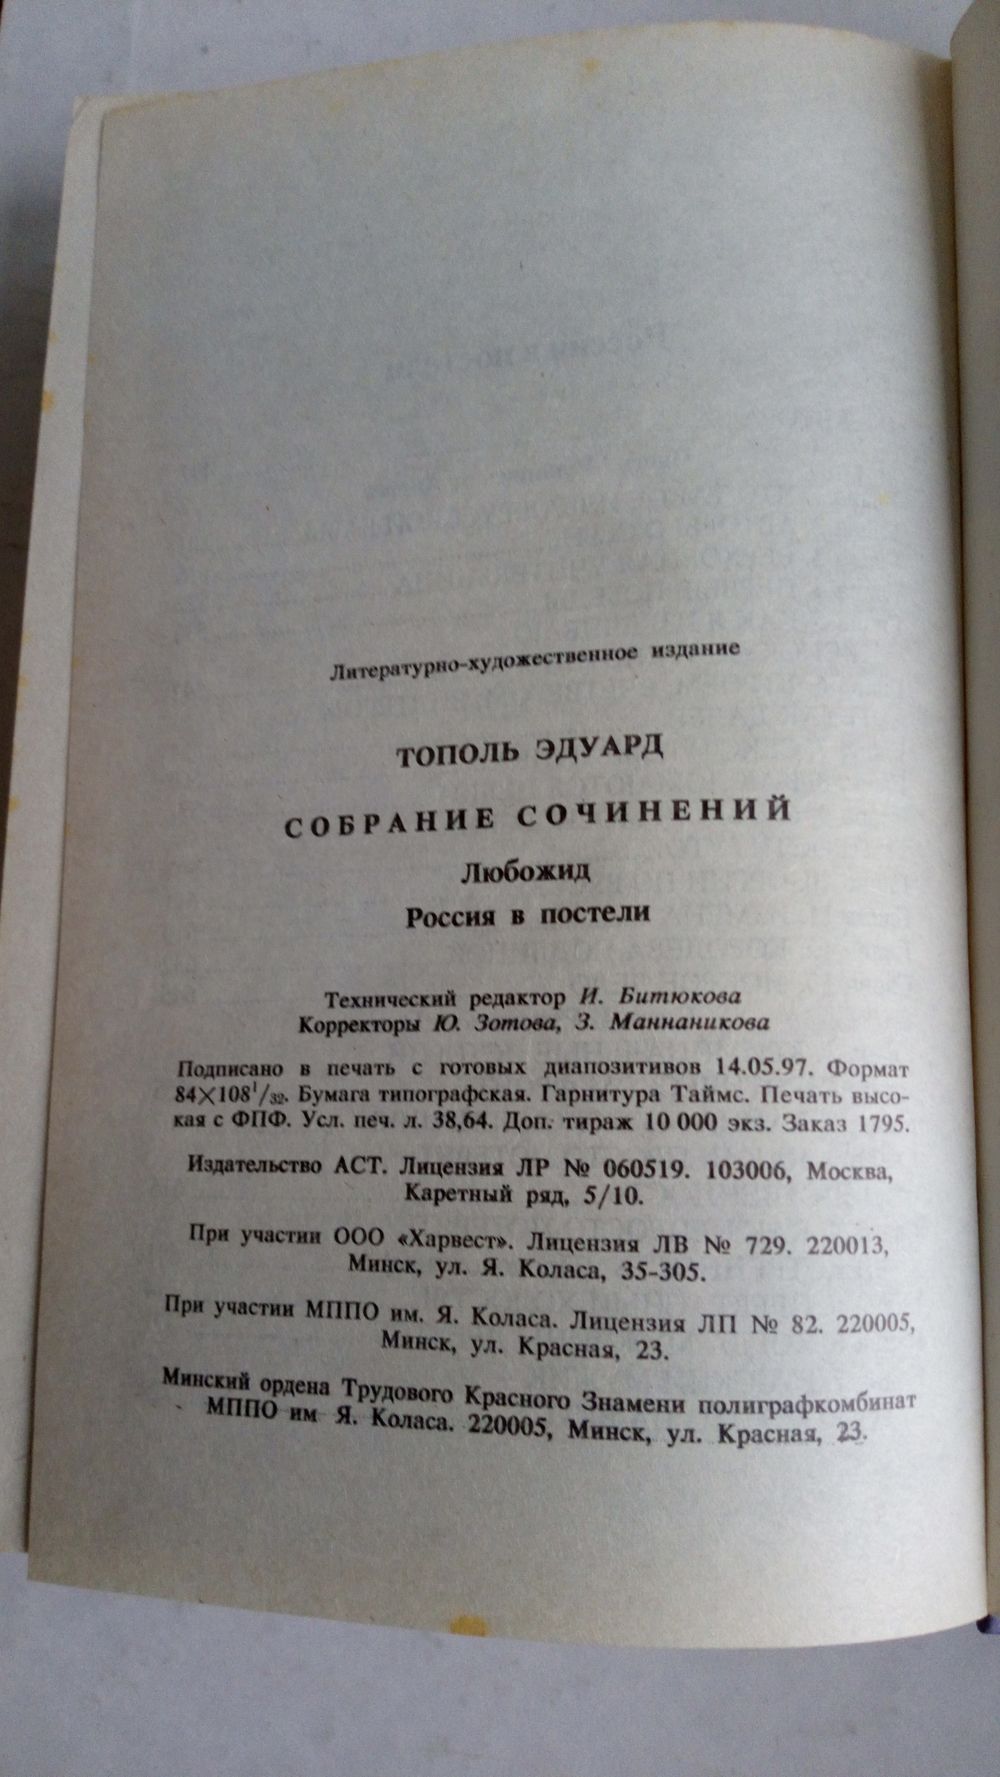 Литературно-художественное издание
ТОПОЛЬ ЭДУАРД
СОБРАНИЕ СОЧИНЕНИЙ
Любожид
Россия в постели
Технический редактор И. Битюкова
Корректоры Ю. Зотова, З. Маннаникова
Подписано в печать с готовых диапозитивов 14.05.97. Формат
84×108¹/₃₂. Бумага типографская. Гарнитура Таймс. Печать высо-
кая с ФПФ. Усл. печ. л. 38,64. Доп. тираж 10 000 экз. Заказ 1795.
Издательство АСТ. Лицензия ЛР № 060519. 103006, Москва,
Каретный ряд, 5/10.
При участии ООО «Харвест». Лицензия ЛВ № 729. 220013,
Минск, ул. Я. Коласа, 35-305.
При участии МППО им. Я. Коласа. Лицензия ЛП № 82. 220005,
Минск, ул. Красная, 23.
Минский ордена Трудового Красного Знамени полиграфкомбинат
МППО им Я. Коласа. 220005, Минск, ул. Красная, 23.